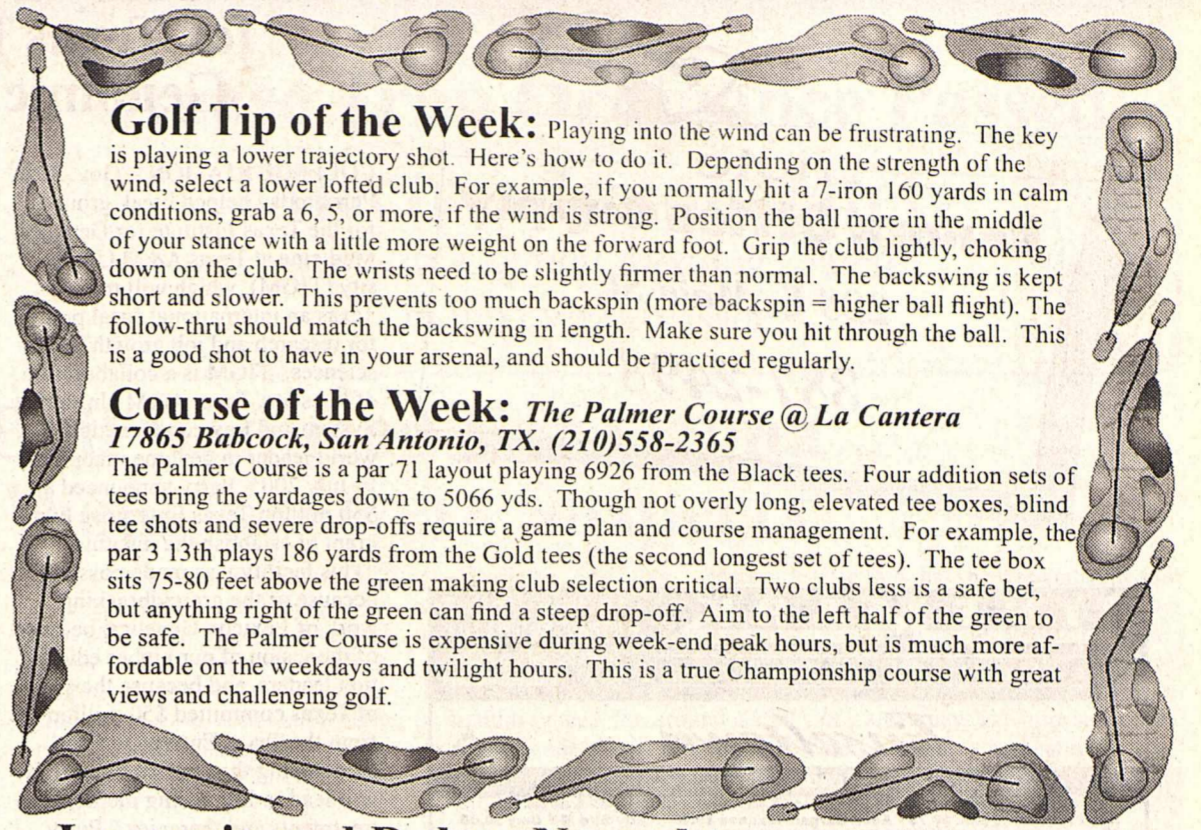 Golf Tip of the Week: Playing into the wind can be frustrating. The key
is playing a lower trajectory shot. Here's how to do it. Depending on the strength of the
wind, select a lower lofted club. For example, if you normally hit a 7-iron 160 yards in calm
conditions, grab a 6, 5, or more, if the wind is strong. Position the ball more in the middle
of your stance with a little more weight on the forward foot. Grip the club lightly, choking
down on the club. The wrists need to be slightly firmer than normal. The backswing is kept
short and slower. This prevents too much backspin (more backspin = higher ball flight). The
follow-thru should match the backswing in length. Make sure you hit through the ball. This
is a good shot to have in your arsenal, and should be practiced regularly.
Course of the Week: The Palmer Course @ La Cantera
17865 Babcock, San Antonio, TX. (210)558-2365
The Palmer Course is a par 71 layout playing 6926 from the Black tees. Four addition sets of
tees bring the yardages down to 5066 yds. Though not overly long, elevated tee boxes, blind
tee shots and severe drop-offs require a game plan and course management. For example, the
par 3 13th plays 186 yards from the Gold tees (the second longest set of tees). The tee box
sits 75-80 feet above the green making club selection critical. Two clubs less is a safe bet,
but anything right of the green can find a steep drop-off. Aim to the left half of the green to
be safe. The Palmer Course is expensive during week-end peak hours, but is much more af-
fordable on the weekdays and twilight hours. This is a true Championship course with great
views and challenging golf.